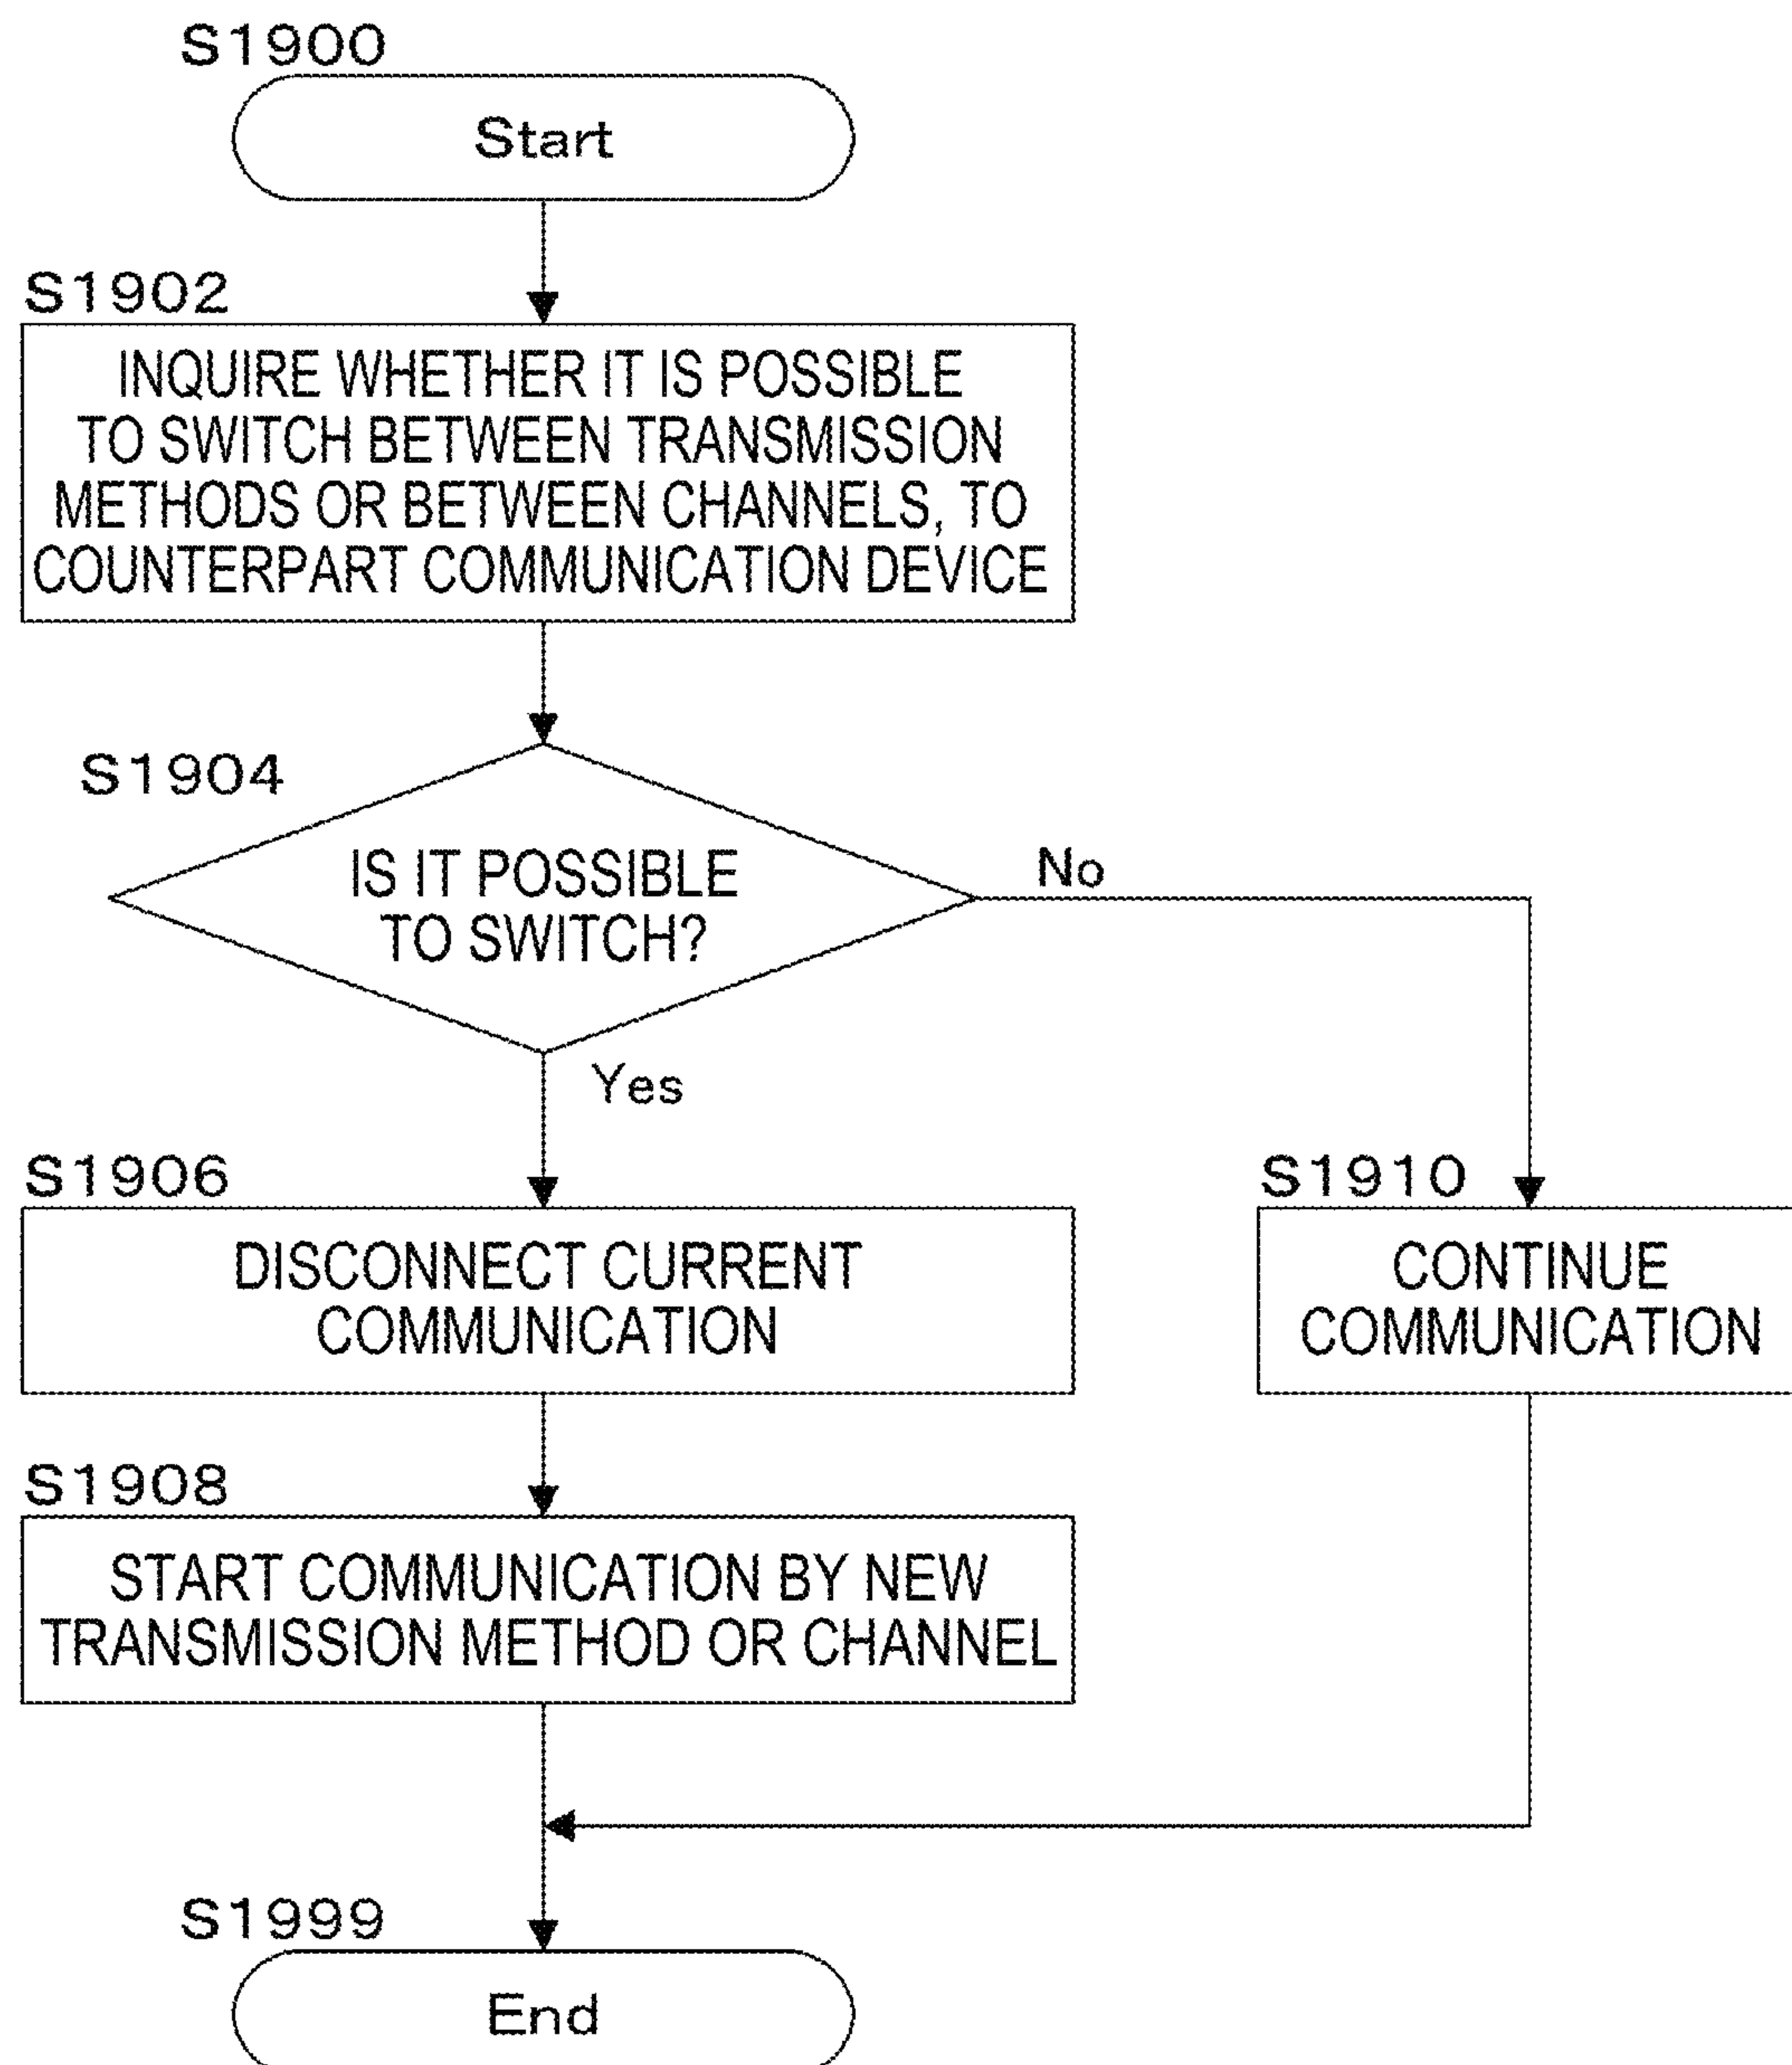 S1900
Start
S1902
INQUIRE WHETHER IT IS POSSIBLE
TO SWITCH BETWEEN TRANSMISSION
METHODS OR BETWEEN CHANNELS, TO
COUNTERPART COMMUNICATION DEVICE
S1904
IS IT POSSIBLE
TO SWITCH?
No
Yes
S1906
DISCONNECT CURRENT
COMMUNICATION
S1910
CONTINUE
COMMUNICATION
S1908
START COMMUNICATION BY NEW
TRANSMISSION METHOD OR CHANNEL
S1999
End